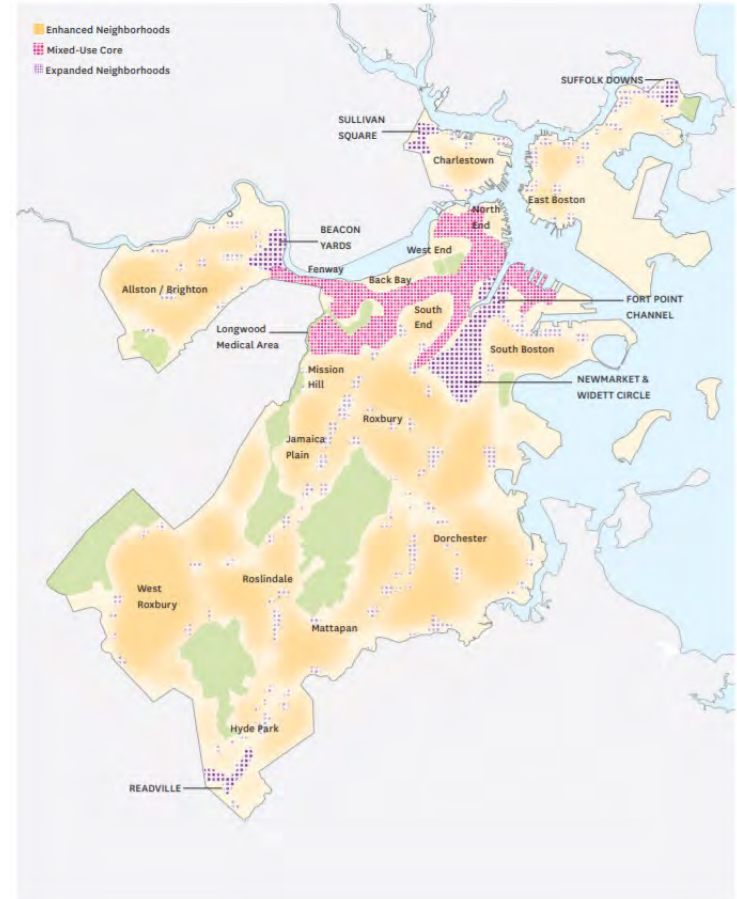 Enhanced Neighborhoods
Mixed-Use Core
Expanded Neighborhoods
SUFFOLK DOWNS
SULLIVAN
SQUARE
Charlestown
East Boston
North
End
BEACON
YARDS
West End
Fenway
Back Bay
Allston / Brighton
FORT POINT
CHANNEL
South
End
Longwood
Medical Area
South Boston
Mission
Hill
NEWMARKET &
WIDETT CIRCLE
Roxbury
Jamaica
Plain
Dorchester
Roslindale
West
Roxbury
Mattapan
Hyde Park
READVILLE